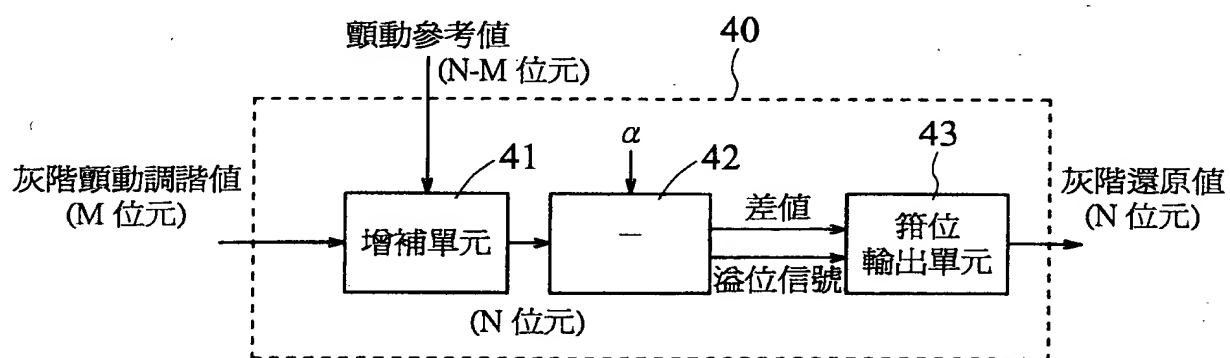 顫動參考值
(N-M 位元)
40
灰階顫動調諧值
(M 位元)
41
增補單元
α
42
—
(N 位元)
差值
溢位信號
43
箝位
輸出單元
灰階還原值
(N 位元)